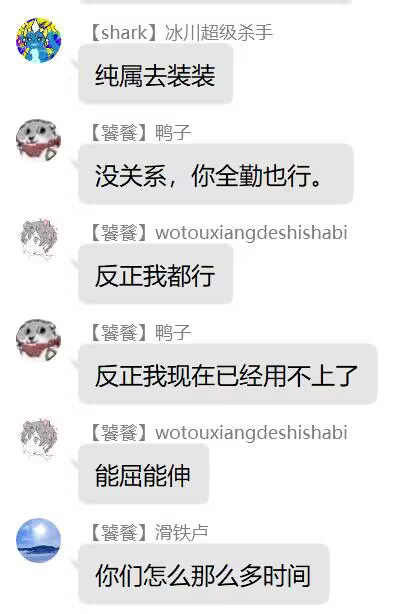 【shark】冰川超级杀手
纯属去装装
【饕餮】鸭子
没关系，你全勤也行。
【饕餮】wotouxiangdeshishabi
反正我都行
【饕餮】鸭子
反正我现在已经用不上了
【饕餮】wotouxiangdeshishabi
能屈能伸
【饕餮】滑铁卢
你们怎么那么多时间